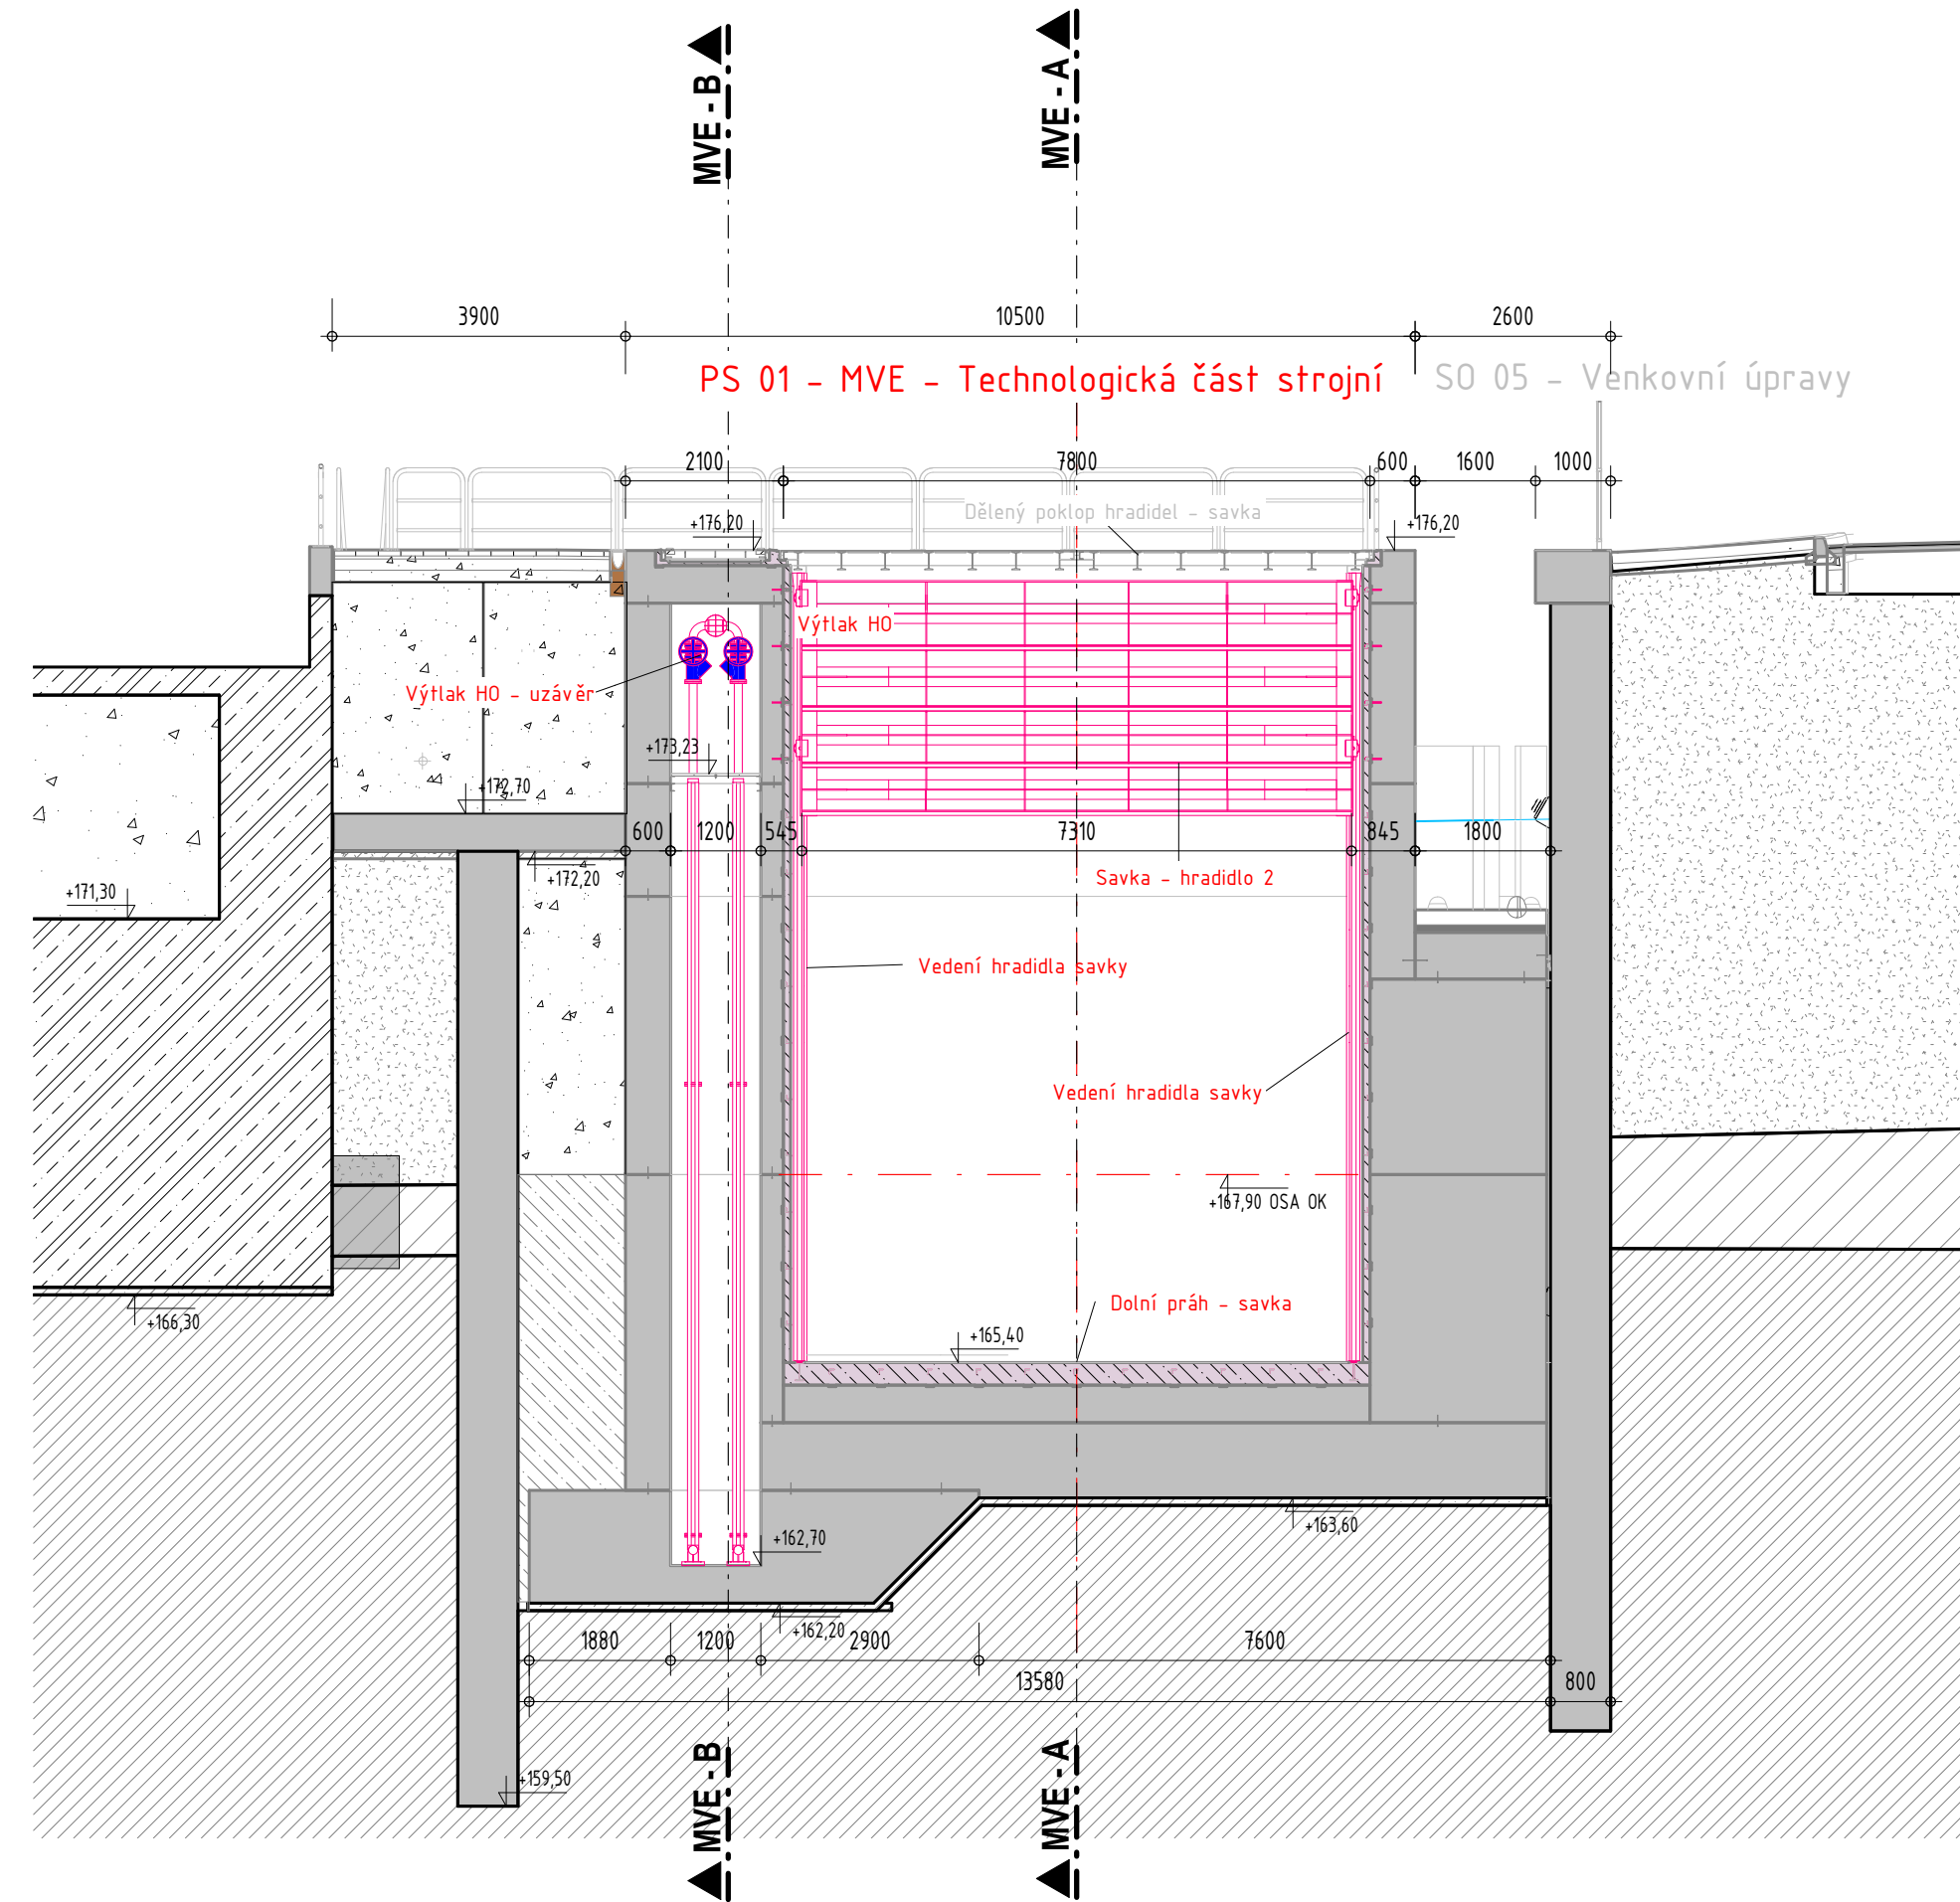 MVE - B
MVE - A
3900
10500
2600
PS 01 - MVE - Technologická část strojní
SO 05 - Venkovní úpravy
2100
7800
600
1600
1000
Dělený poklop hradidel - savka
+176,20
+176,20
Výtlak HO
Výtlak HO - uzávěr
+173,23
+172,70
600
1200
545
7310
845
1800
+172,20
Savka - hradidlo 2
+171,30
Vedení hradidla savky
Vedení hradidla savky
+167,90 OSA OK
Dolní práh - savka
+166,30
+165,40
+163,60
+162,70
+162,20
1880
1200
2900
7600
13580
800
+159,50
MVE - B
MVE - A